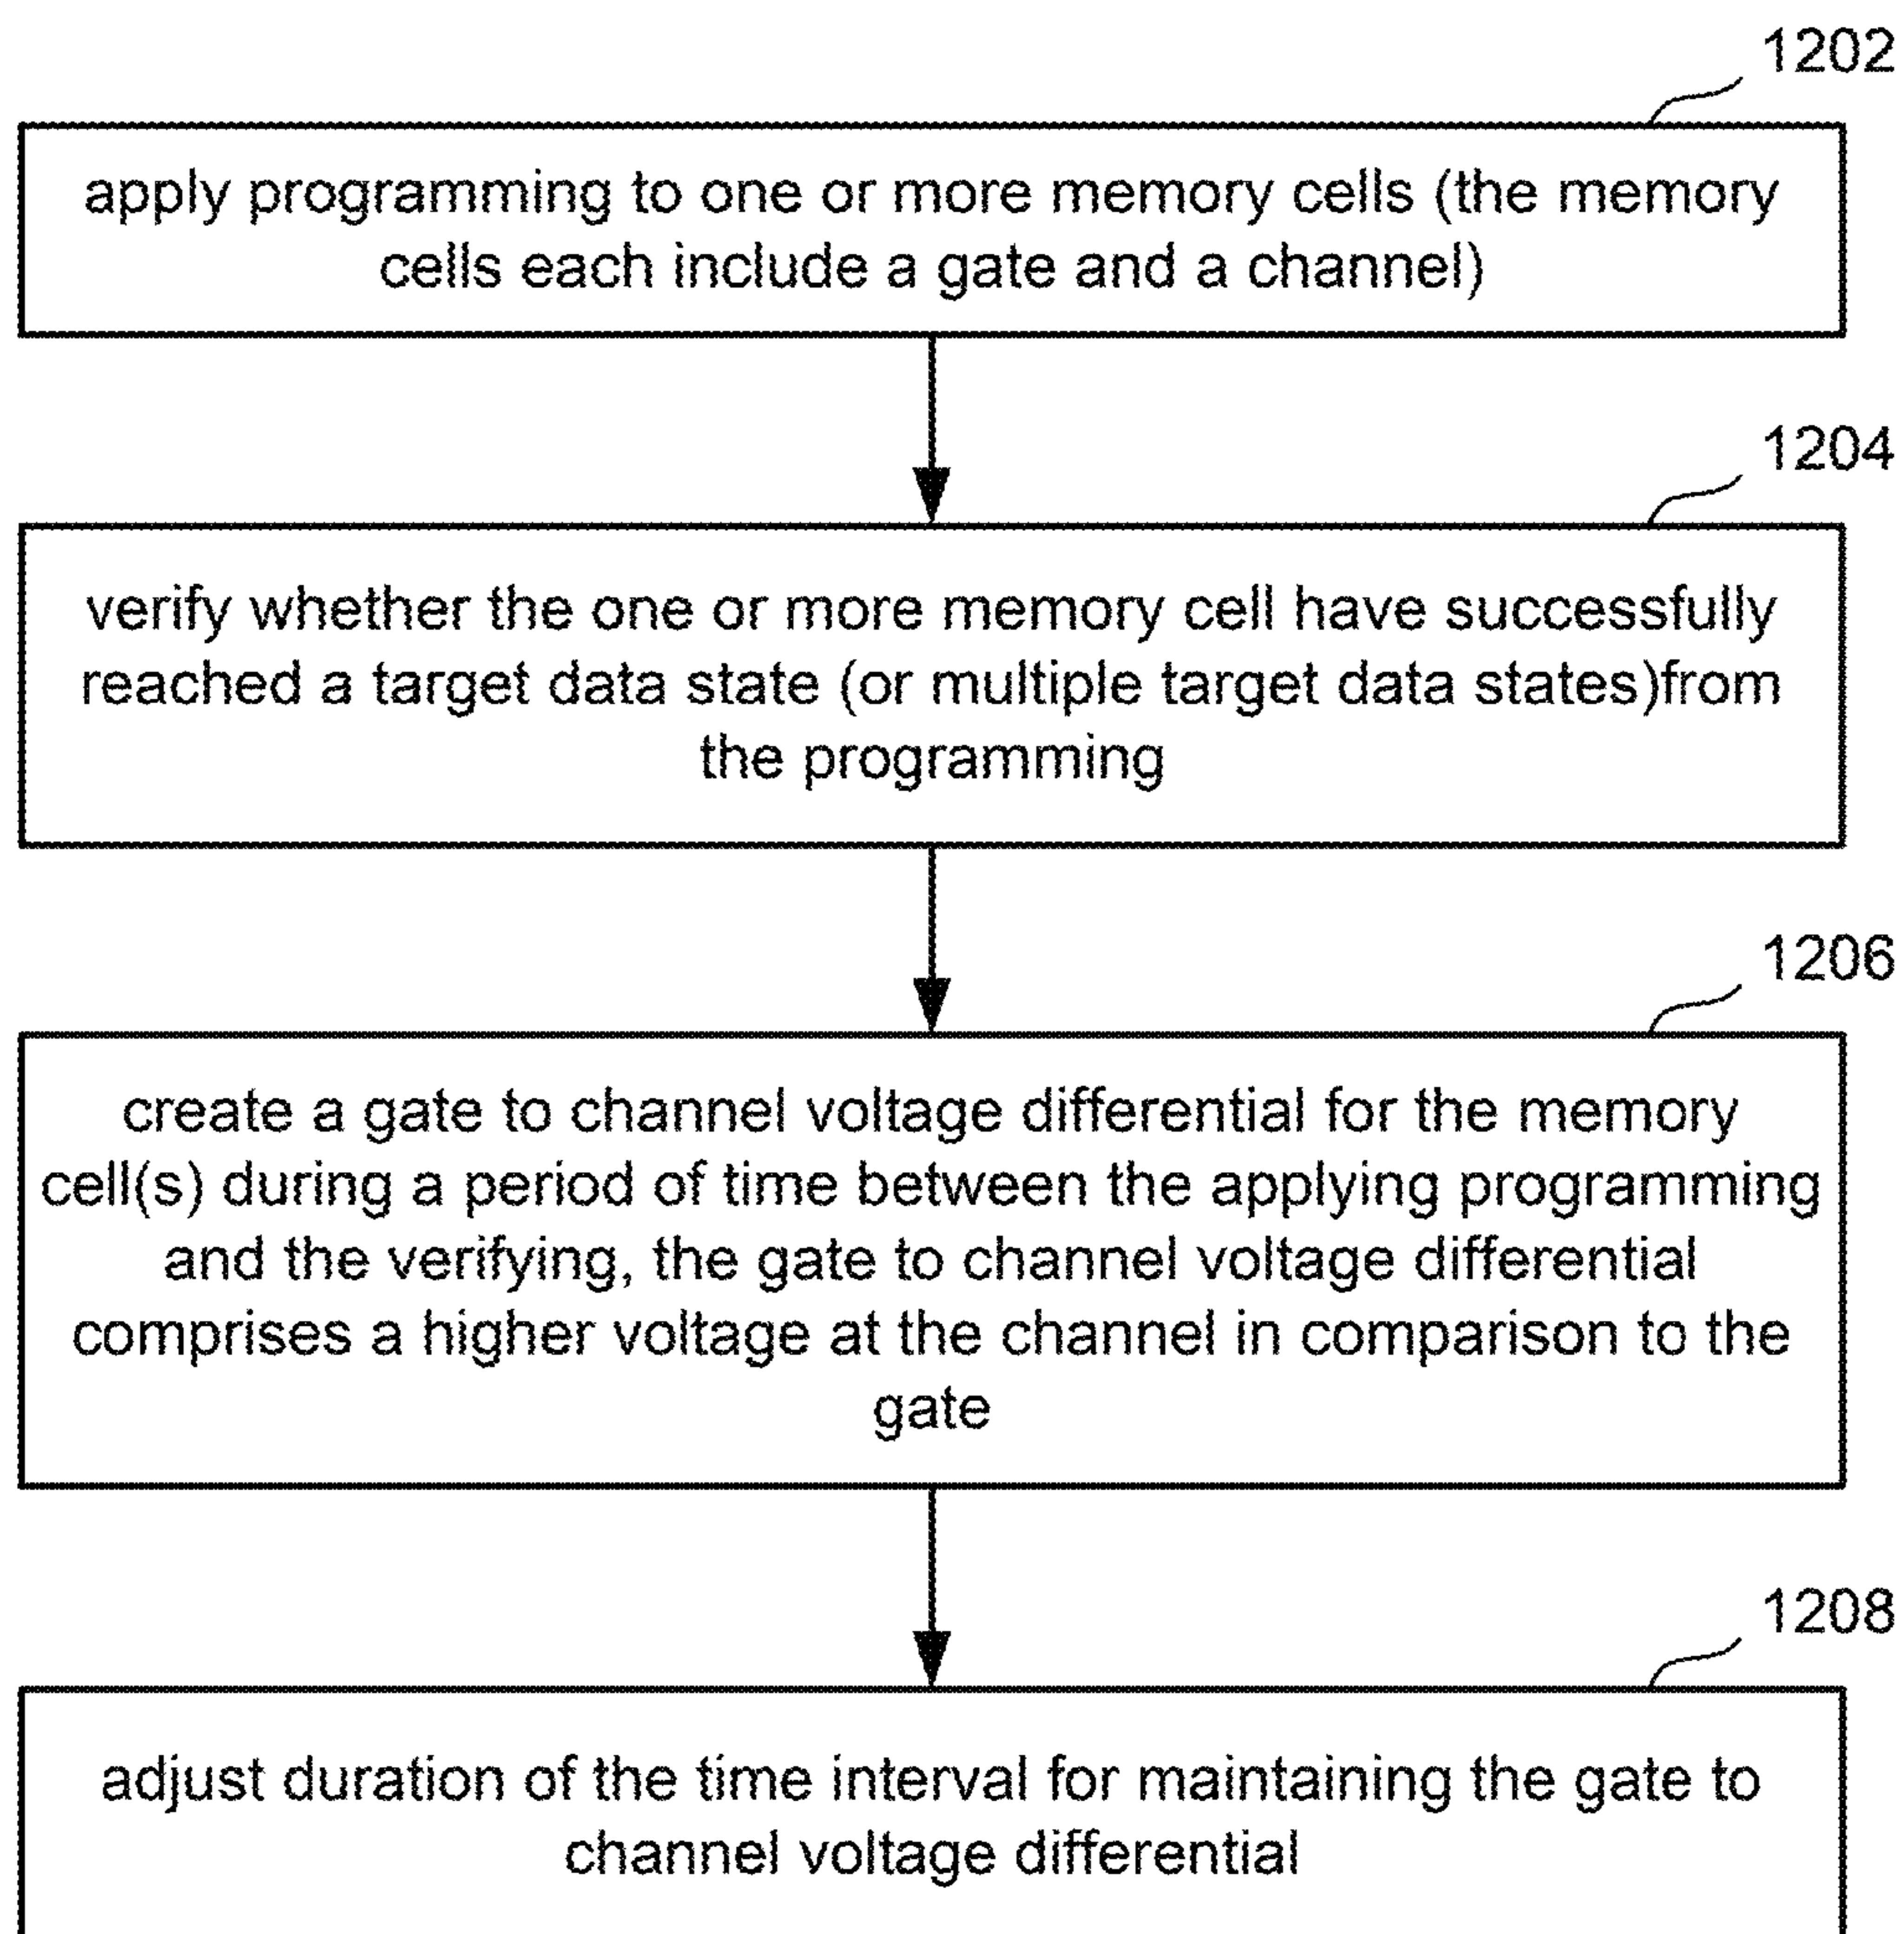 1202
apply programming to one or more memory cells (the memory
cells each include a gate and a channel)
1204
verify whether the one or more memory cell have successfully
reached a target data state (or multiple target data states)from
the programming
1206
create a gate to channel voltage differential for the memory
cell(s) during a period of time between the applying programming
and the verifying, the gate to channel voltage differential
comprises a higher voltage at the channel in comparison to the
gate
1208
adjust duration of the time interval for maintaining the gate to
channel voltage differential